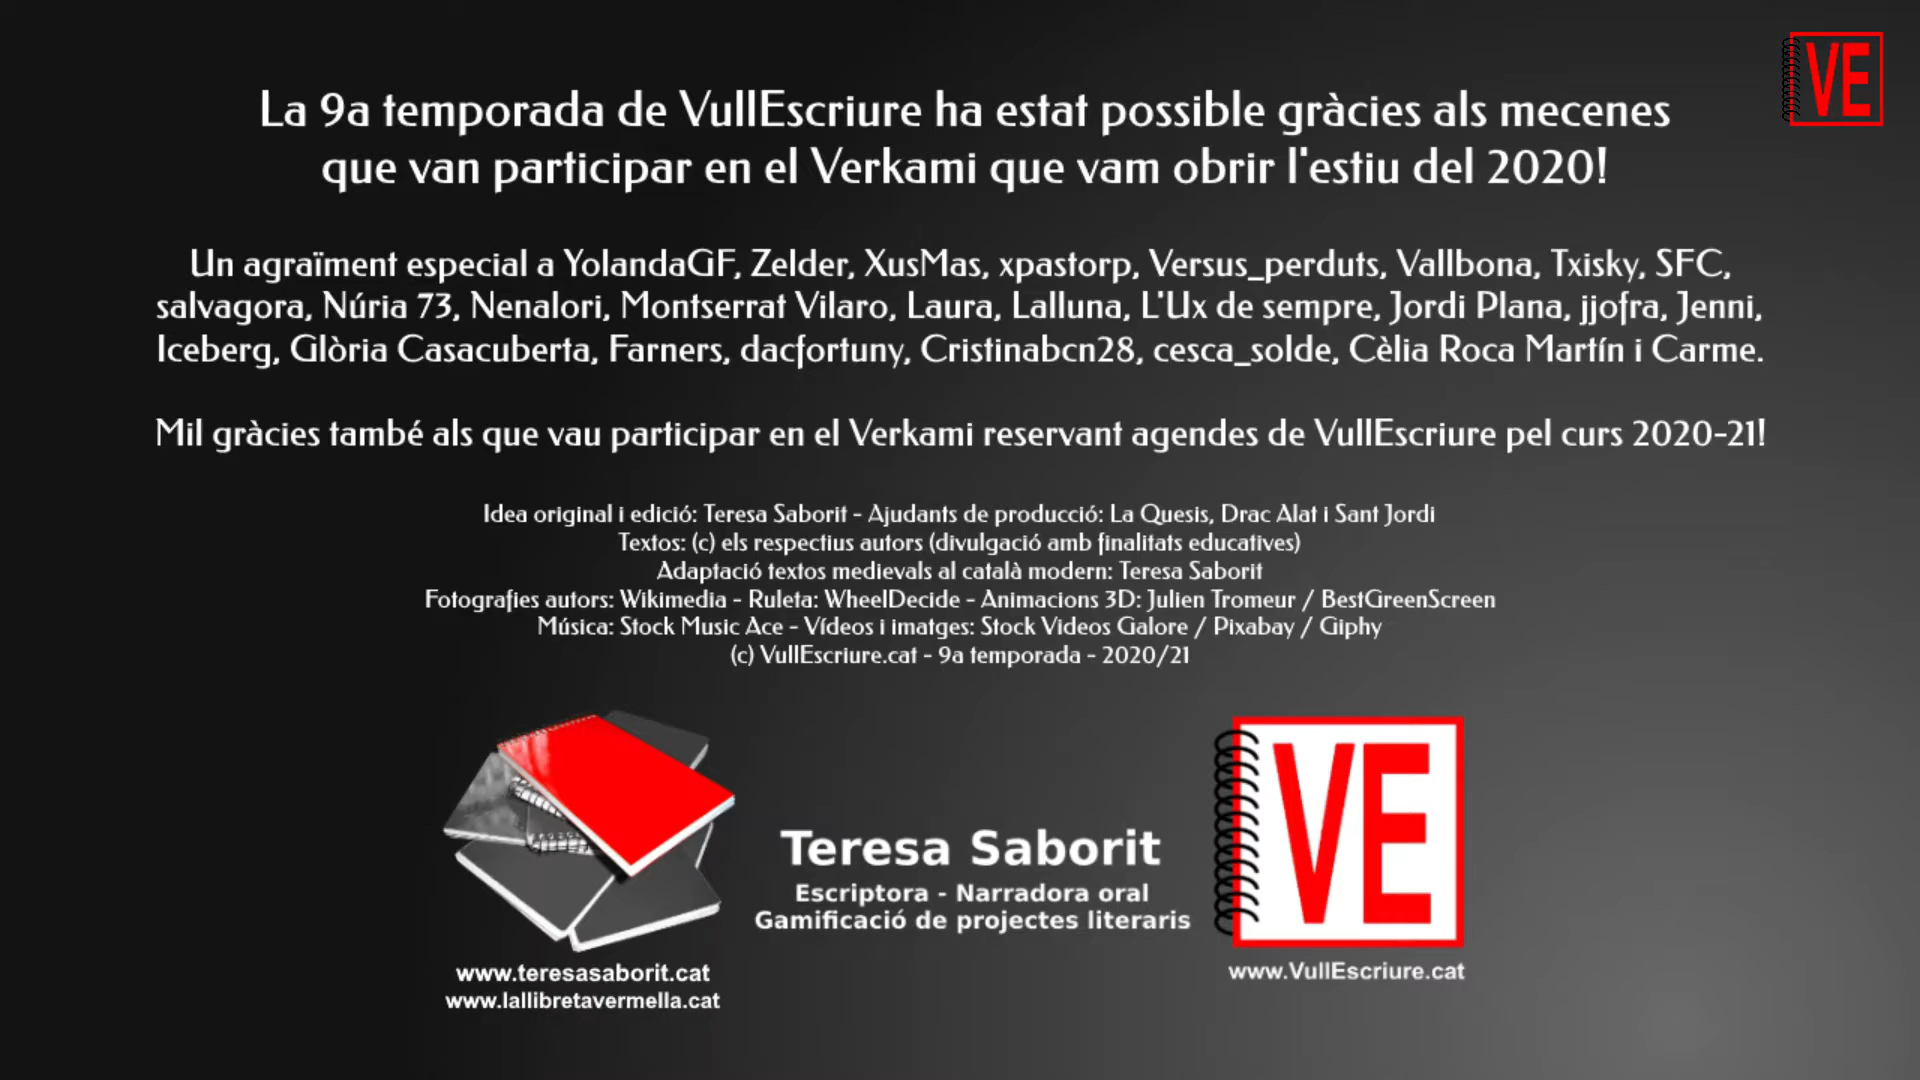 VE
La 9a temporada de VullEscriure ha estat possible gràcies als mecenes
que van participar en el Verkami que vam obrir l'estiu del 2020!
Un agraïment especial a YolandaGF, Zelder, XusMas, xpastorp, Versus_perduts, Vallbona, Txisky, SFC,
salvagora, Núria 73, Nenalori, Montserrat Vilaro, Laura, Lalluna, L'Ux de sempre, Jordi Plana, jjofra, Jenni,
Iceberg, Glòria Casacuberta, Farners, dacfortuny, Cristinabcn28, cesca_solde, Cèlia Roca Martín i Carme.
Mil gràcies també als que vau participar en el Verkami reservant agendes de VullEscriure pel curs 2020-21!
Idea original i edició: Teresa Saborit - Ajudants de producció: La Quesis, Drac Alat i Sant Jordi
Textos: (c) els respectius autors (divulgació amb finalitats educatives)
Adaptació textos medievals al català modern: Teresa Saborit
Fotografies autors: Wikimedia - Ruleta: WheelDecide - Animacions 3D: Julien Tromeur / BestGreenScreen
Música: Stock Music Ace - Vídeos i imatges: Stock Videos Galore / Pixabay / Giphy
(c) VullEscriure.cat - 9a temporada - 2020/21
Teresa Saborit
Escriptora - Narradora oral
Gamificació de projectes literaris
www.teresasaborit.cat
www.lallibretavermella.cat
VE
www.VullEscriure.cat